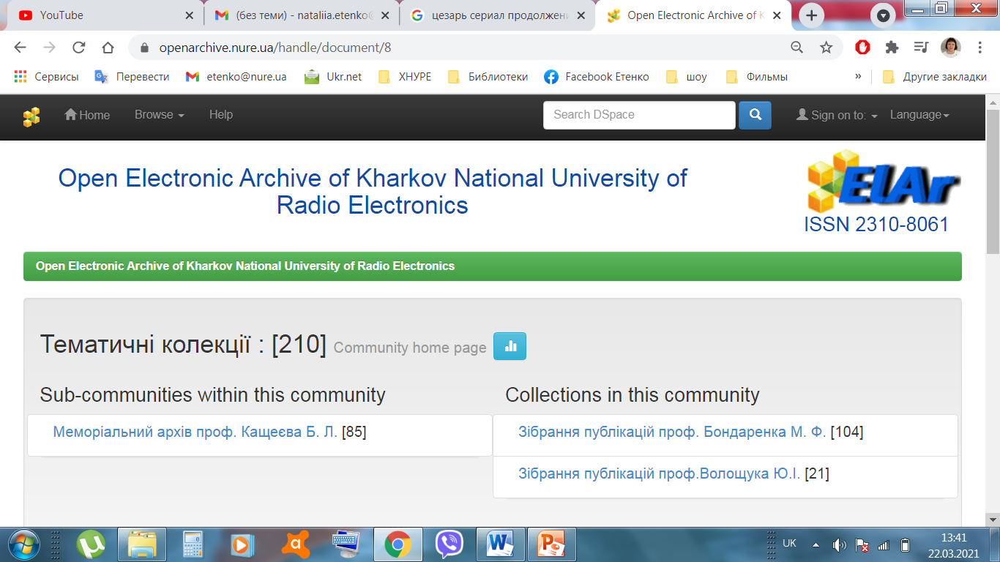 YouTube
(без теми) - nataliia.etenko@
цезарь сериал продолжени
Open Electronic Archive of K
openarchive.nure.ua/handle/document/8
Сервисы Перевести etenko@nure.ua Ukr.net ХНУРЕ Библиотеки Facebook Етенко шоу Фильмы » Другие закладки
Home Browse Help Search DSpace Sign on to: Language
Open Electronic Archive of Kharkov National University of
Radio Electronics
ElAr
ISSN 2310-8061
Open Electronic Archive of Kharkov National University of Radio Electronics
Тематичні колекції : [210] Community home page
Sub-communities within this community
Меморіальний архів проф. Кащеєва Б. Л. [85]
Collections in this community
Зібрання публікацій проф. Бондаренка М. Ф. [104]
Зібрання публікацій проф.Волощука Ю.І. [21]
UK
13:41
22.03.2021